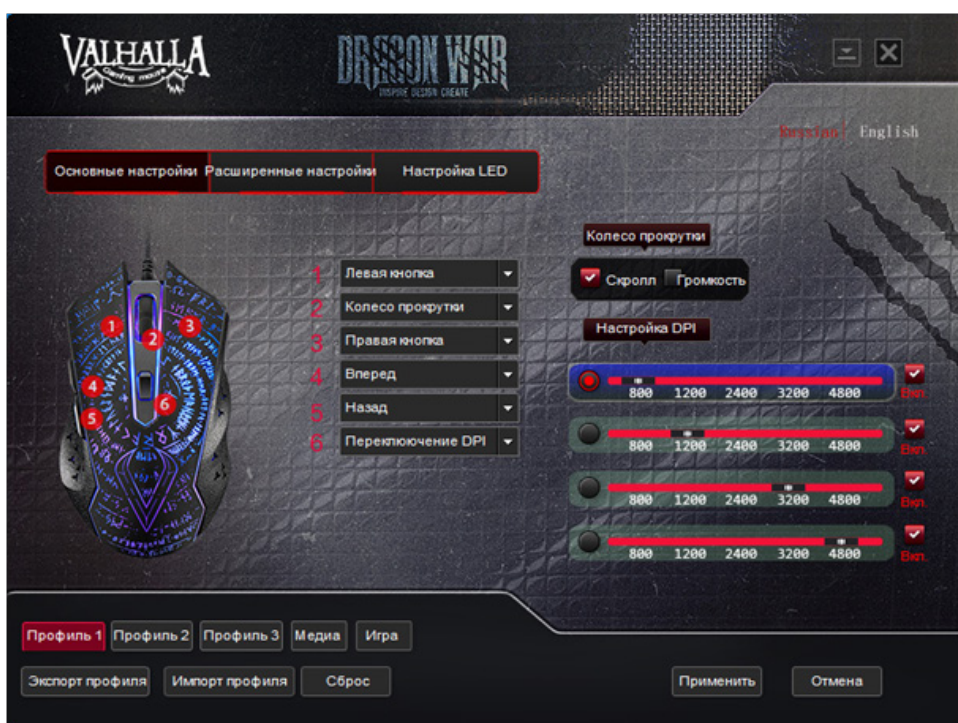 VALHALLA
Gaming mouse
DRAGON WAR
INSPIRE DESIGN CREATE
Russian English
Основные настройки Расширенные настройки Настройка LED
Колесо прокрутки
Скролл Громкость
Настройка DPI
1 Левая кнопка
2 Колесо прокрутки
3 Правая кнопка
4 Вперед
5 Назад
6 Переклюючение DPI
1
2
3
4
5
6
800 1200 2400 3200 4800 Вкл.
800 1200 2400 3200 4800 Вкл.
800 1200 2400 3200 4800 Вкл.
800 1200 2400 3200 4800 Вкл.
Профиль 1 Профиль 2 Профиль 3 Медиа Игра
Экспорт профиля Импорт профиля Сброс Применить Отмена